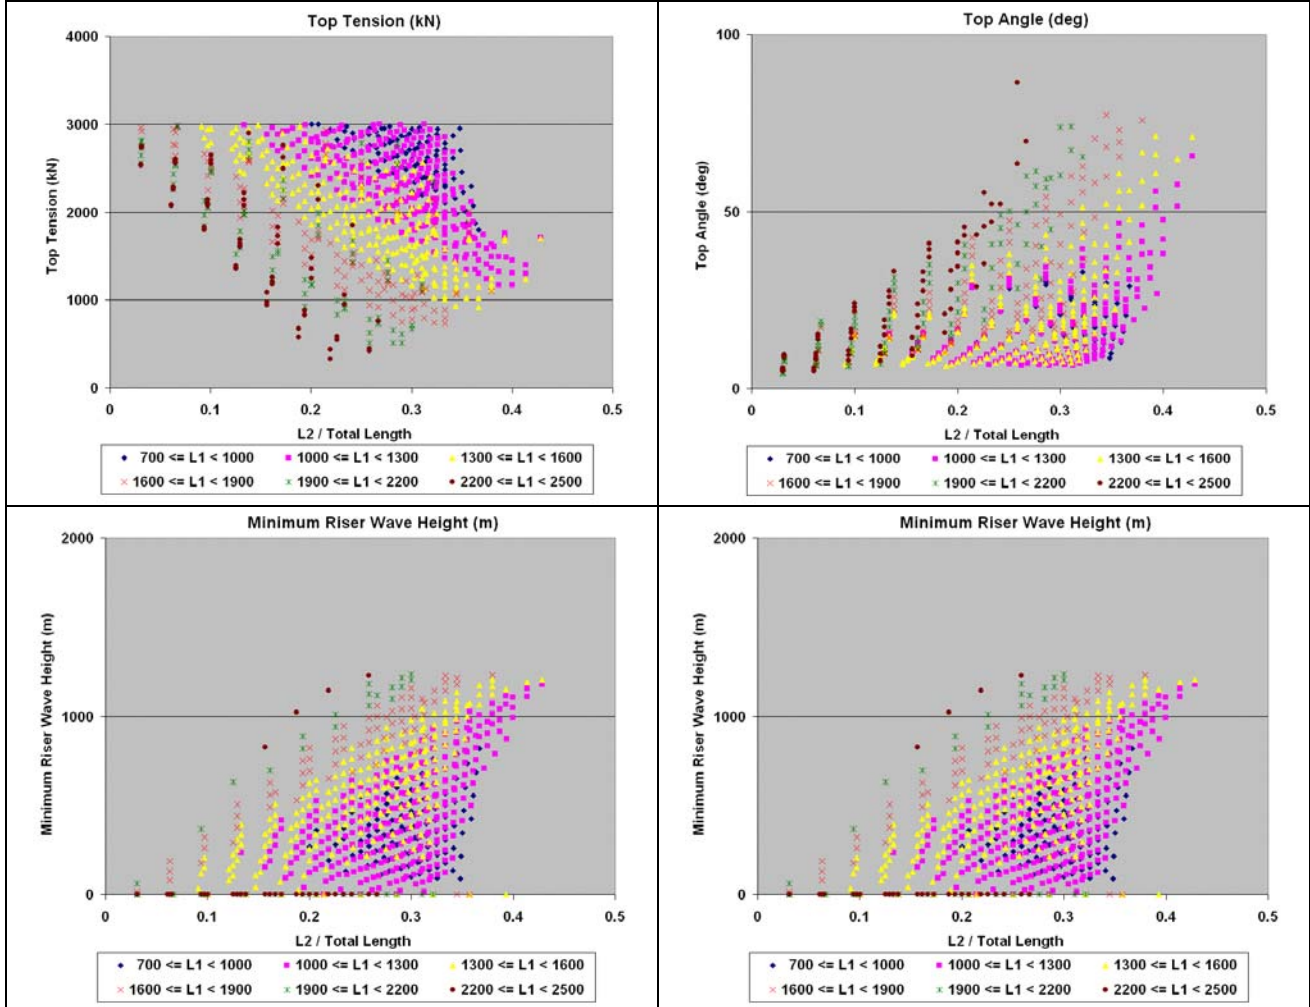 Top Tension (kN)
4000
3000
2000
1000
0
Top Tension (kN)
0 0.1 0.2 0.3 0.4 0.5
L2 / Total Length
700 <= L1 < 1000 1000 <= L1 < 1300 1300 <= L1 < 1600
1600 <= L1 < 1900 1900 <= L1 < 2200 2200 <= L1 < 2500
Top Angle (deg)
100
50
0
Top Angle (deg)
0 0.1 0.2 0.3 0.4 0.5
L2 / Total Length
700 <= L1 < 1000 1000 <= L1 < 1300 1300 <= L1 < 1600
1600 <= L1 < 1900 1900 <= L1 < 2200 2200 <= L1 < 2500
Minimum Riser Wave Height (m)
2000
1000
0
Minimum Riser Wave Height (m)
0 0.1 0.2 0.3 0.4 0.5
L2 / Total Length
700 <= L1 < 1000 1000 <= L1 < 1300 1300 <= L1 < 1600
1600 <= L1 < 1900 1900 <= L1 < 2200 2200 <= L1 < 2500
Minimum Riser Wave Height (m)
2000
1000
0
Minimum Riser Wave Height (m)
0 0.1 0.2 0.3 0.4 0.5
L2 / Total Length
700 <= L1 < 1000 1000 <= L1 < 1300 1300 <= L1 < 1600
1600 <= L1 < 1900 1900 <= L1 < 2200 2200 <= L1 < 2500